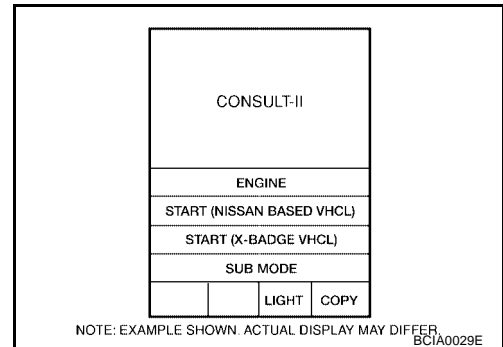 CONSULT-II
ENGINE
START (NISSAN BASED VHCL)
START (X-BADGE VHCL)
SUB MODE
LIGHT COPY
NOTE: EXAMPLE SHOWN. ACTUAL DISPLAY MAY DIFFER.
BCIA0029E